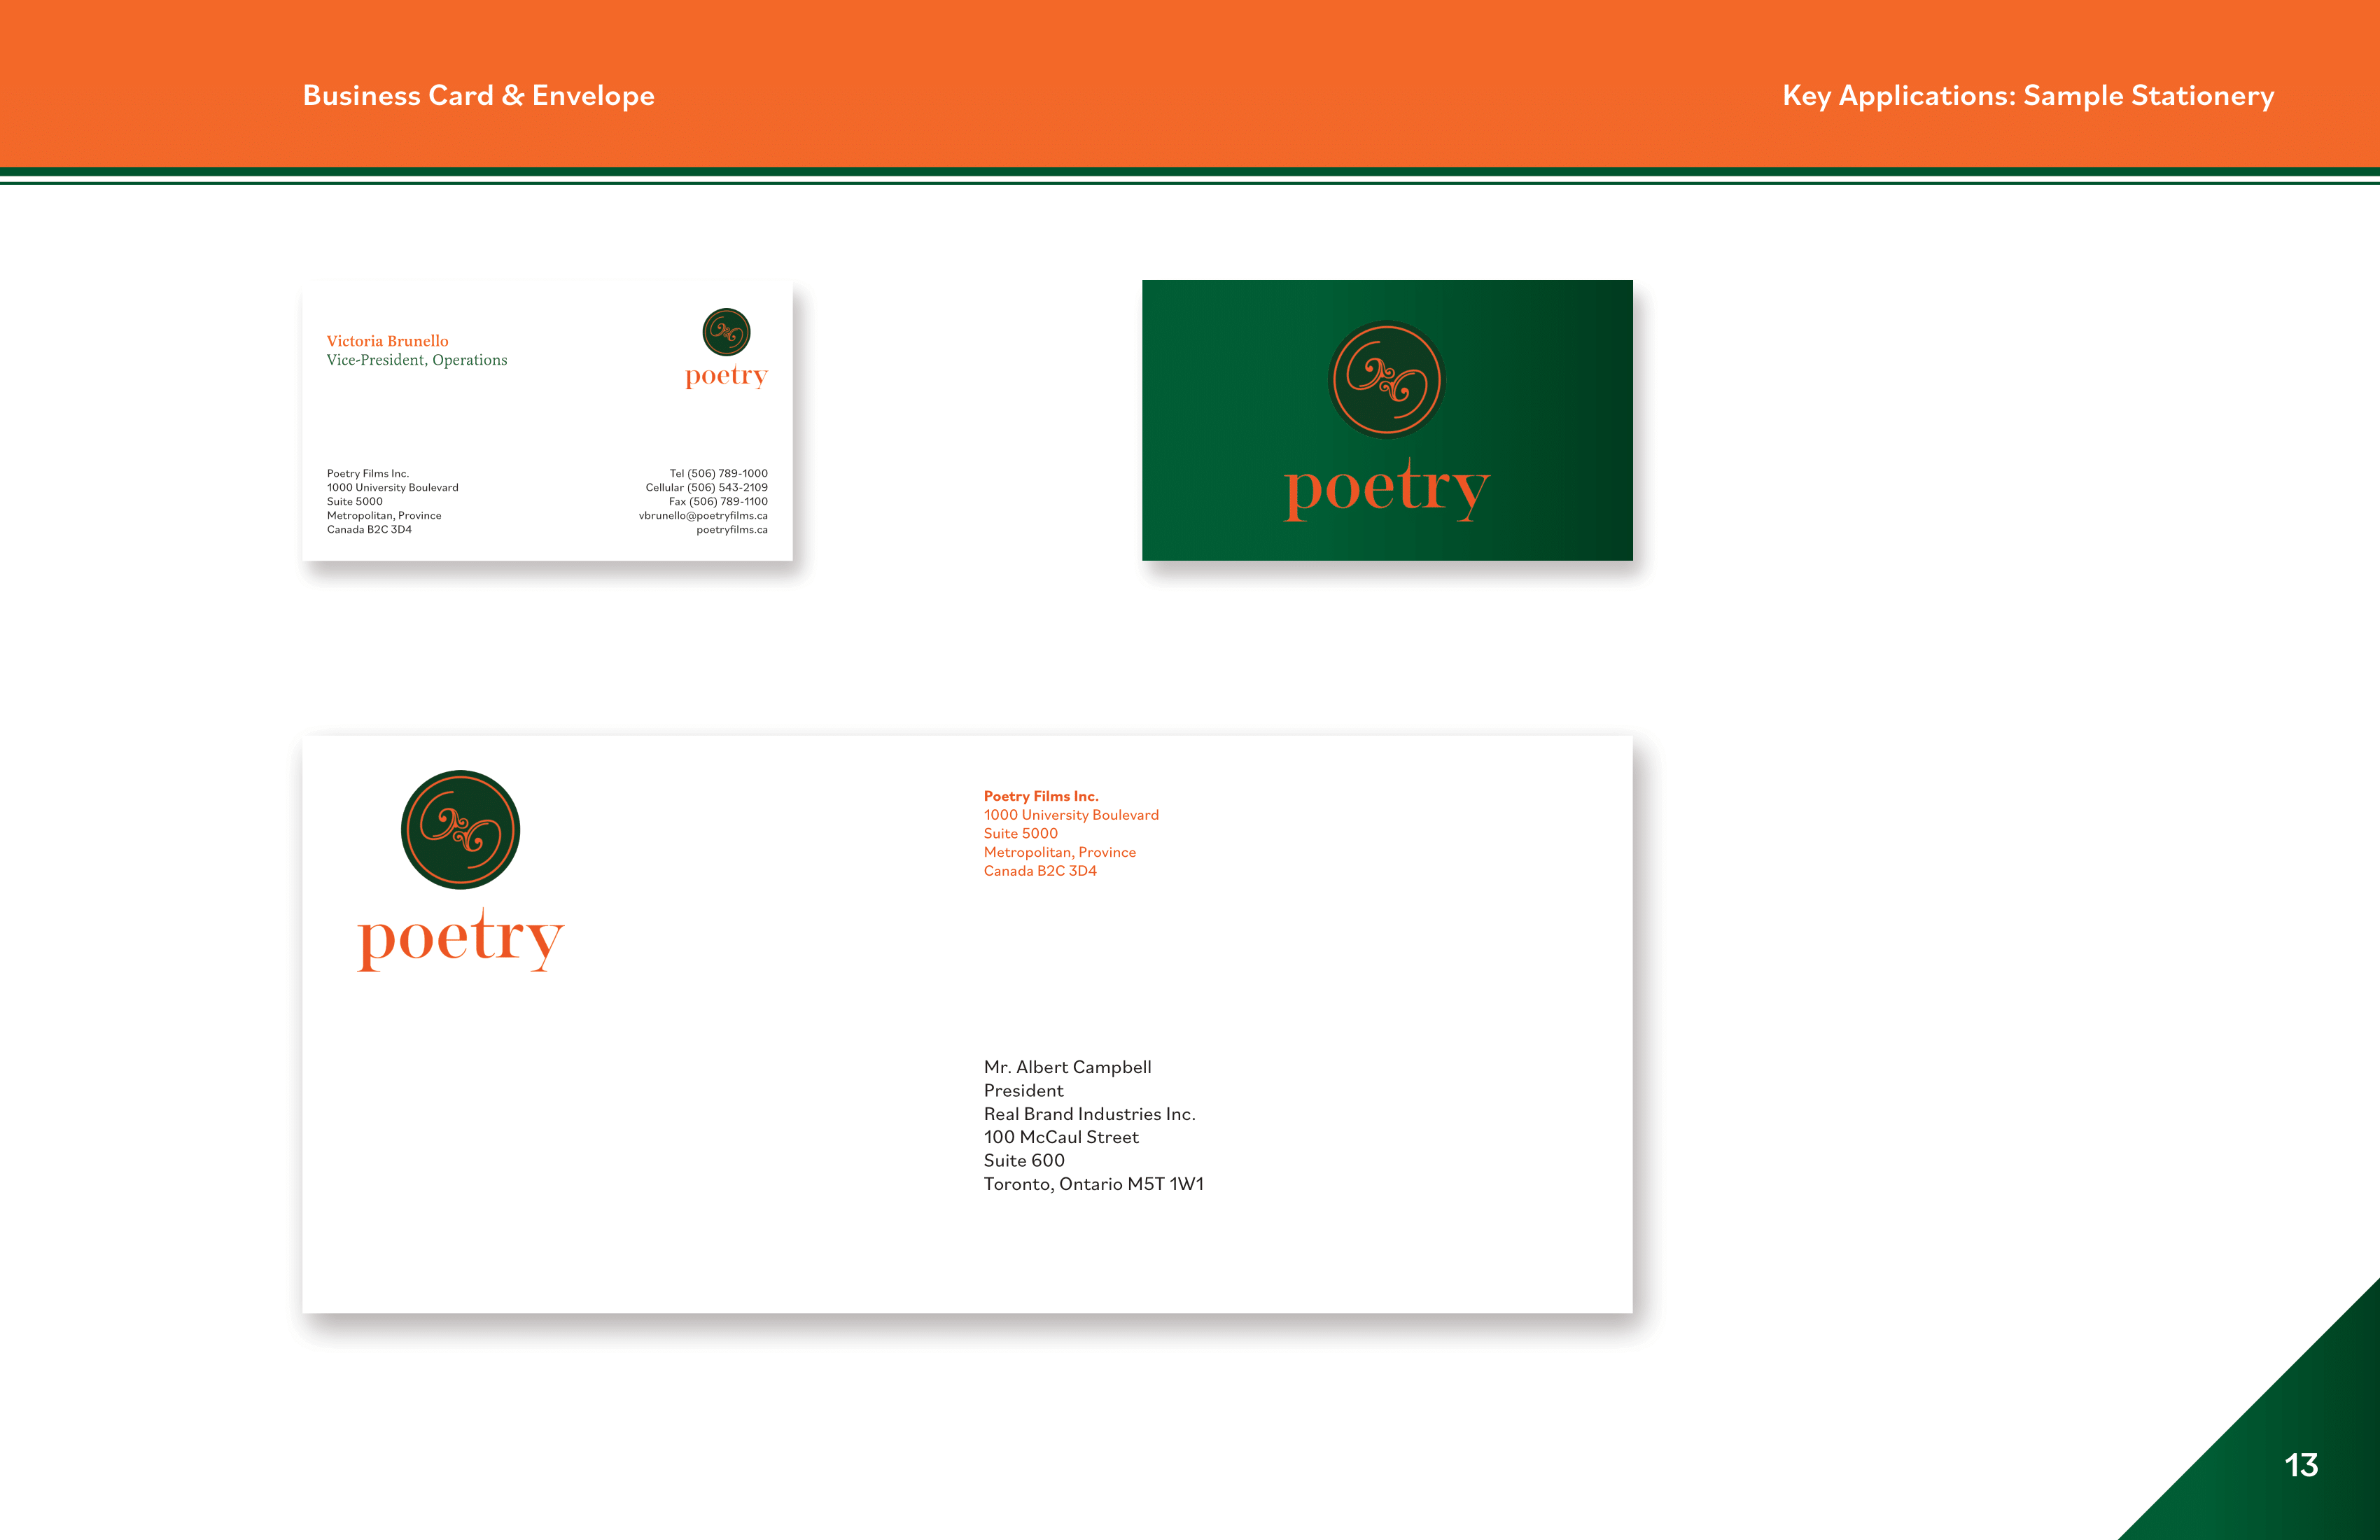 Business Card & Envelope
Key Applications: Sample Stationery
Victoria Brunello
Vice-President, Operations
poetry
Poetry Films Inc.
1000 University Boulevard
Suite 5000
Metropolitan, Province
Canada B2C 3D4
Tel (506) 789-1000
Cellular (506) 543-2109
Fax (506) 789-1100
vbrunello@poetryfilms.ca
poetryfilms.ca
poetry
poetry
Poetry Films Inc.
1000 University Boulevard
Suite 5000
Metropolitan, Province
Canada B2C 3D4
Mr. Albert Campbell
President
Real Brand Industries Inc.
100 McCaul Street
Suite 600
Toronto, Ontario M5T 1W1
13